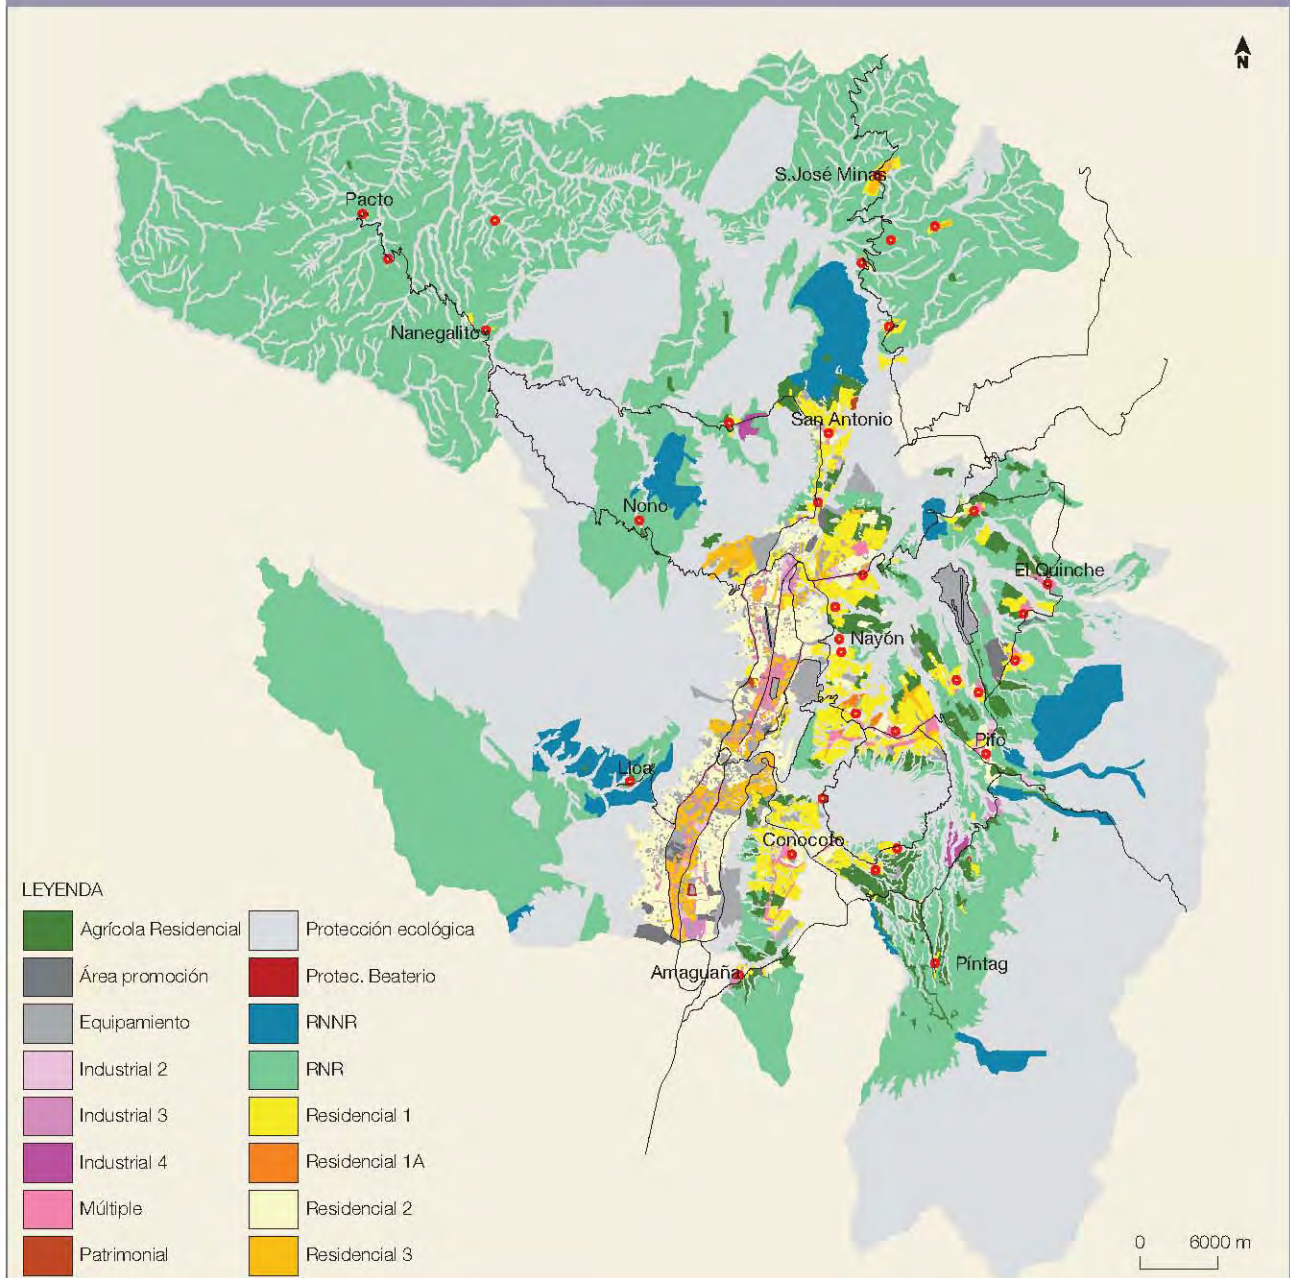 N
S.José Minas
Pacto
Nanegalito
San Antonio
Nono
El Quinche
Nayón
Pifo
Lloa
Conocoto
Amaguaña
Píntag
LEYENDA
Agrícola Residencial
Área promoción
Equipamiento
Industrial 2
Industrial 3
Industrial 4
Múltiple
Patrimonial
Protección ecológica
Protec. Beaterio
RNNR
RNR
Residencial 1
Residencial 1A
Residencial 2
Residencial 3
0 6000 m